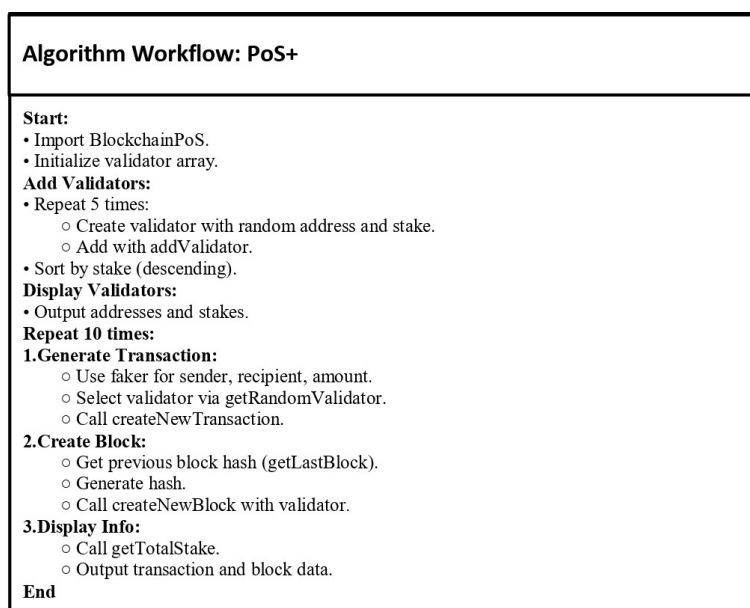 Algorithm Workflow: PoS+
Start:
• Import BlockchainPoS.
• Initialize validator array.
Add Validators:
• Repeat 5 times:
○ Create validator with random address and stake.
○ Add with addValidator.
• Sort by stake (descending).
Display Validators:
• Output addresses and stakes.
Repeat 10 times:
1.Generate Transaction:
○ Use faker for sender, recipient, amount.
○ Select validator via getRandomValidator.
○ Call createNewTransaction.
2.Create Block:
○ Get previous block hash (getLastBlock).
○ Generate hash.
○ Call createNewBlock with validator.
3.Display Info:
○ Call getTotalStake.
○ Output transaction and block data.
End